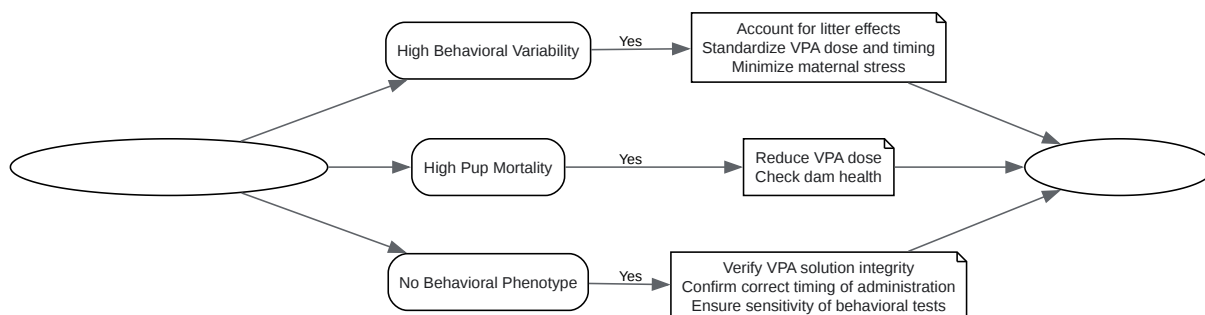 High Behavioral Variability
Yes
Account for litter effects
Standardize VPA dose and timing
Minimize maternal stress
High Pup Mortality
Yes
Reduce VPA dose
Check dam health
No Behavioral Phenotype
Yes
Verify VPA solution integrity
Confirm correct timing of administration
Ensure sensitivity of behavioral tests